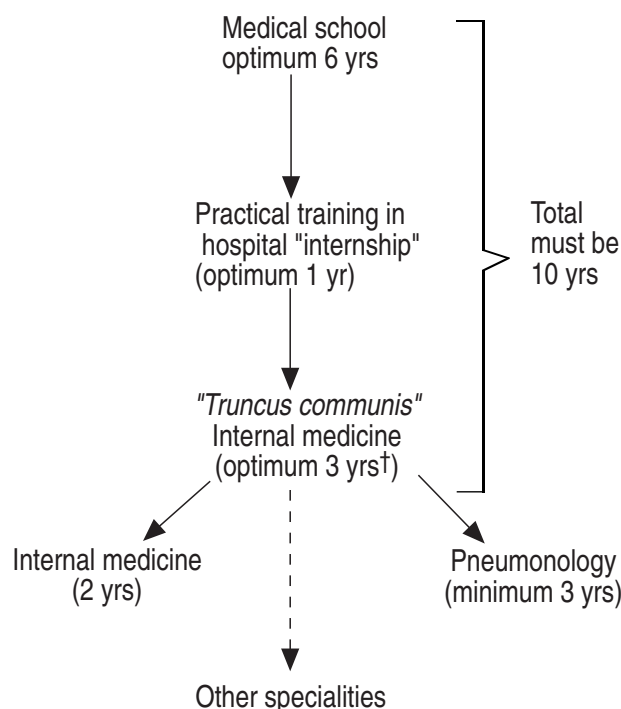 Medical school
optimum 6 yrs
Practical training in
hospital "internship"
(optimum 1 yr)
Total
must be
10 yrs
"Truncus communis"
Internal medicine
(optimum 3 yrs†)
Internal medicine
(2 yrs)
Pneumonology
(minimum 3 yrs)
Other specialities